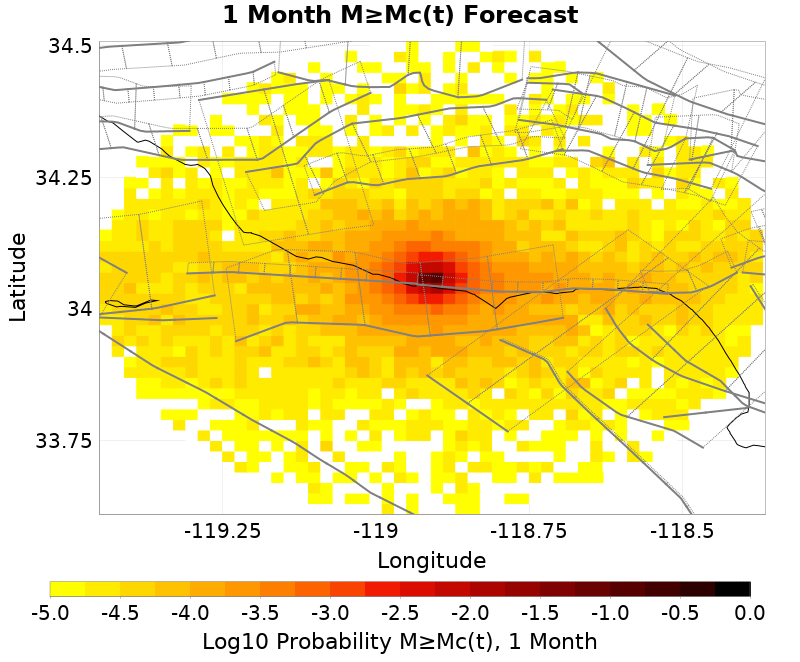 1 Month M≥Mc(t) Forecast
34.5
34.25
34
33.75
Latitude
-119.25 -119 -118.75 -118.5
Longitude
-5.0 -4.5 -4.0 -3.5 -3.0 -2.5 -2.0 -1.5 -1.0 -0.5 0.0
Log10 Probability M≥Mc(t), 1 Month